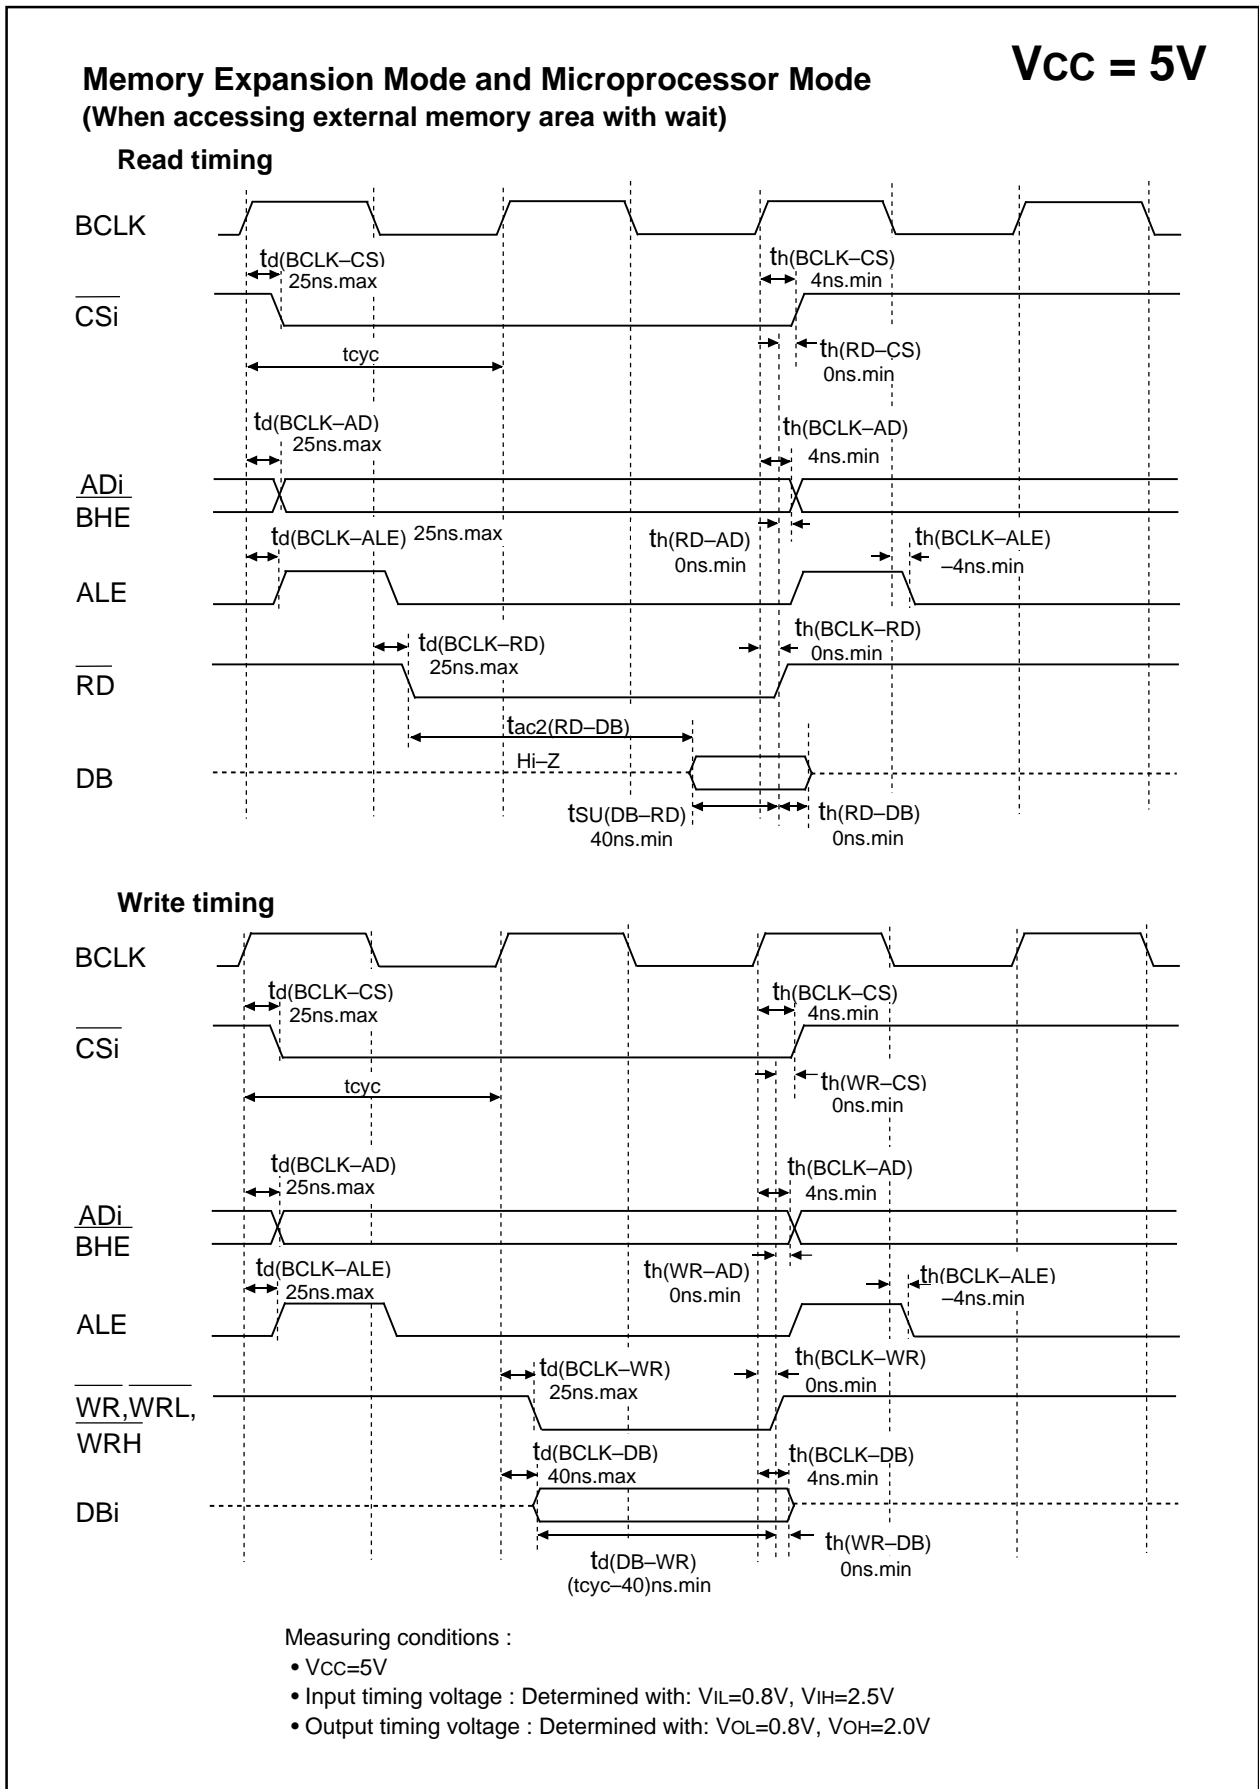 Memory Expansion Mode and Microprocessor Mode
VCC = 5V
(When accessing external memory area with wait)
Read timing
BCLK
td(BCLK–CS)
25ns.max
th(BCLK–CS)
4ns.min
CSi
tcyc
th(RD–CS)
0ns.min
td(BCLK–AD)
25ns.max
th(BCLK–AD)
4ns.min
ADi
BHE
td(BCLK–ALE) 25ns.max
th(RD–AD)
0ns.min
th(BCLK–ALE)
–4ns.min
ALE
td(BCLK–RD)
25ns.max
th(BCLK–RD)
0ns.min
RD
tac2(RD–DB)
Hi–Z
DB
tSU(DB–RD)
40ns.min
th(RD–DB)
0ns.min
Write timing
BCLK
td(BCLK–CS)
25ns.max
th(BCLK–CS)
4ns.min
CSi
tcyc
th(WR–CS)
0ns.min
td(BCLK–AD)
25ns.max
th(BCLK–AD)
4ns.min
ADi
BHE
td(BCLK–ALE)
25ns.max
th(WR–AD)
0ns.min
th(BCLK–ALE)
–4ns.min
ALE
td(BCLK–WR)
25ns.max
th(BCLK–WR)
0ns.min
WR,WRL,
WRH
td(BCLK–DB)
40ns.max
th(BCLK–DB)
4ns.min
DBi
td(DB–WR)
(tcyc–40)ns.min
th(WR–DB)
0ns.min
Measuring conditions :
• VCC=5V
• Input timing voltage : Determined with: VIL=0.8V, VIH=2.5V
• Output timing voltage : Determined with: VOL=0.8V, VOH=2.0V